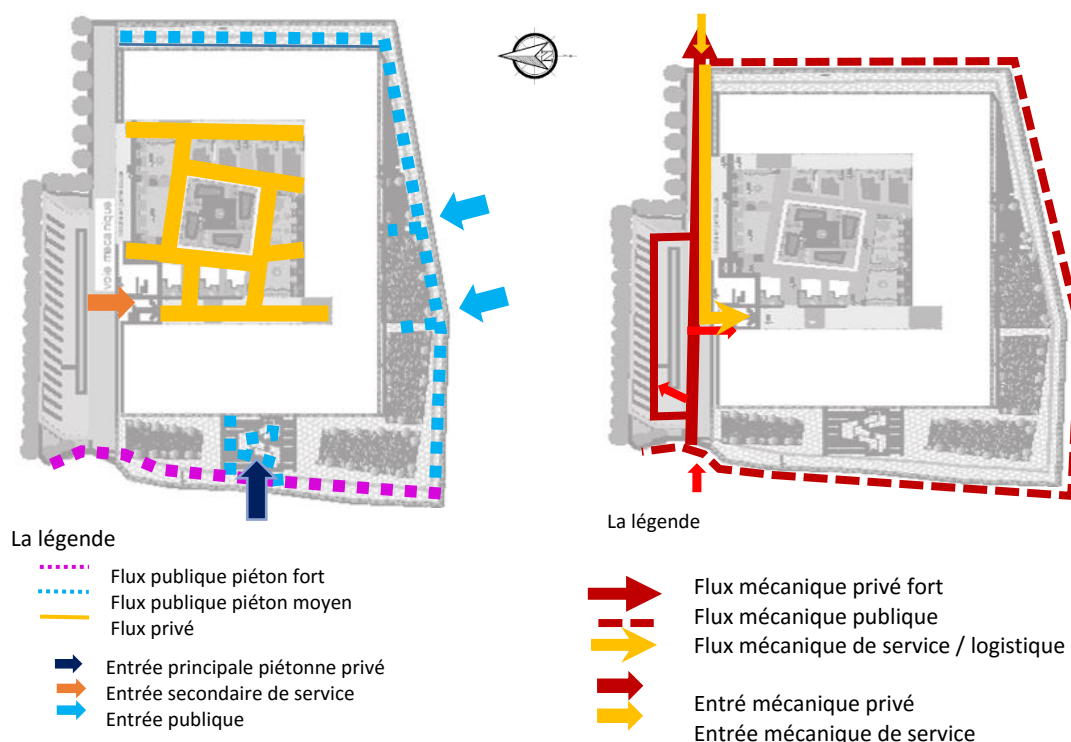 voie mecanique
La légende
Flux publique piéton fort
Flux publique piéton moyen
Flux privé
Entrée principale piétonne privé
Entrée secondaire de service
Entrée publique
La légende
Flux mécanique privé fort
Flux mécanique publique
Flux mécanique de service / logistique
Entré mécanique privé
Entrée mécanique de service